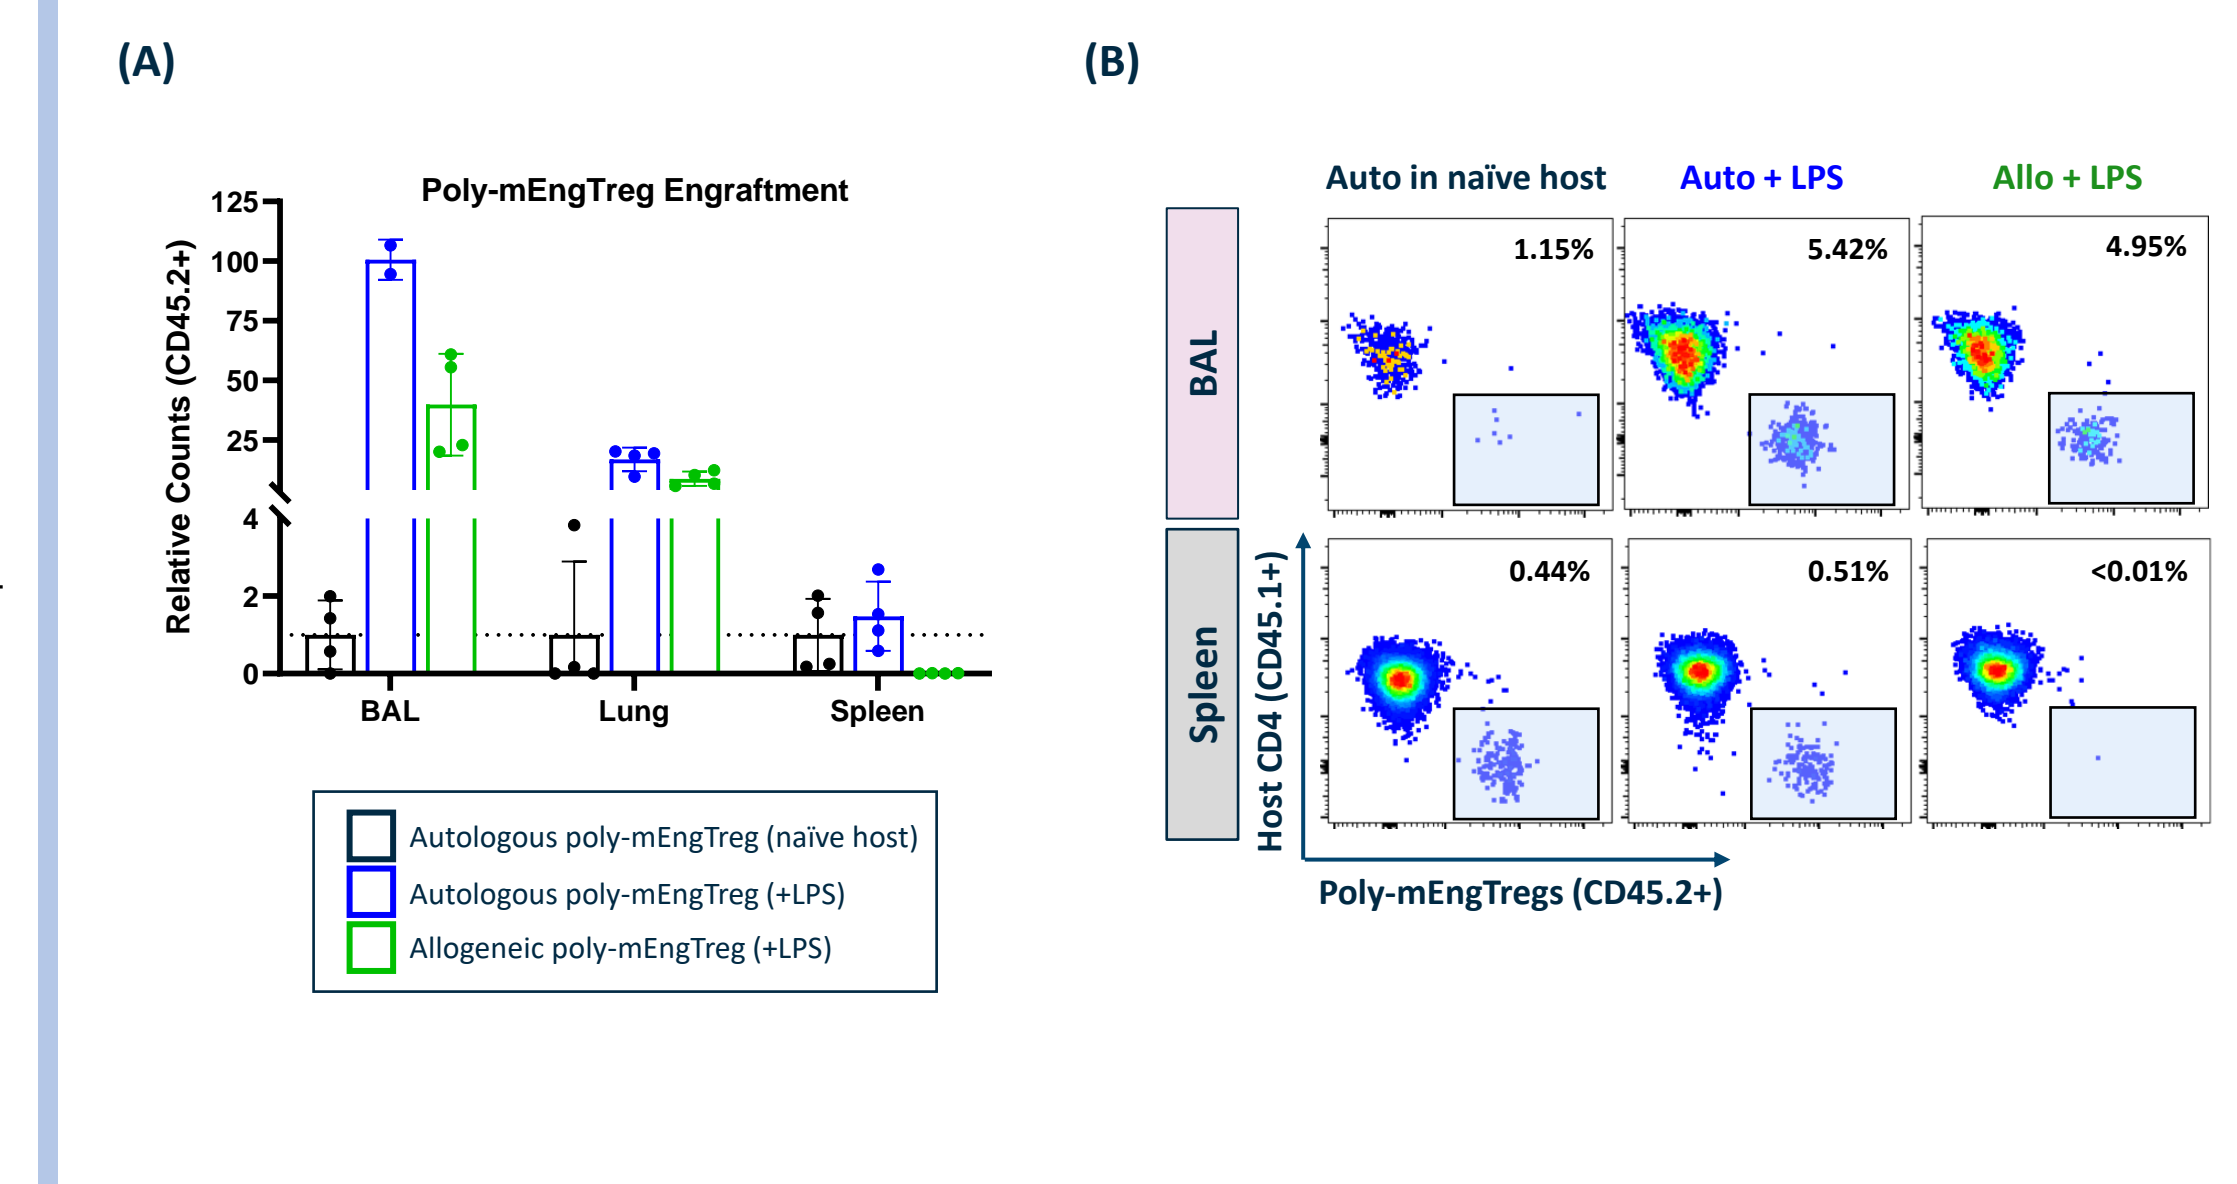 (A)
Poly-mEngTreg Engraftment
Relative Counts (CD45.2+)
125
100
75
50
25
4
2
0
BAL
Lung
Spleen
Autologous poly-mEngTreg (naïve host)
Autologous poly-mEngTreg (+LPS)
Allogeneic poly-mEngTreg (+LPS)
(B)
Auto in naïve host
Auto + LPS
Allo + LPS
BAL
1.15%
5.42%
4.95%
Spleen
0.44%
0.51%
<0.01%
Host CD4 (CD45.1+)
Poly-mEngTregs (CD45.2+)